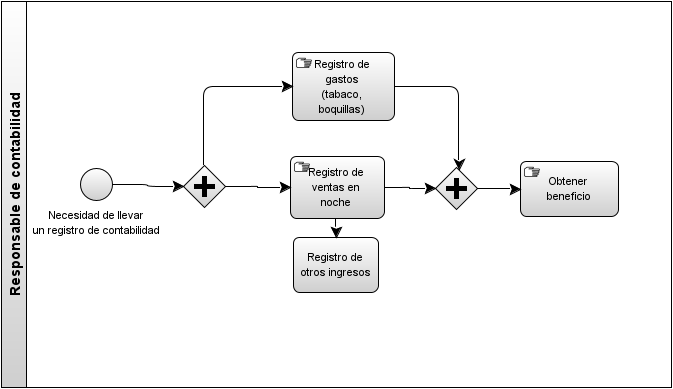 Responsable de contabilidad
Necesidad de llevar
un registro de contabilidad
Registro de
gastos
(tabaco,
boquillas)
Registro de
ventas en
noche
Registro de
otros ingresos
Obtener
beneficio